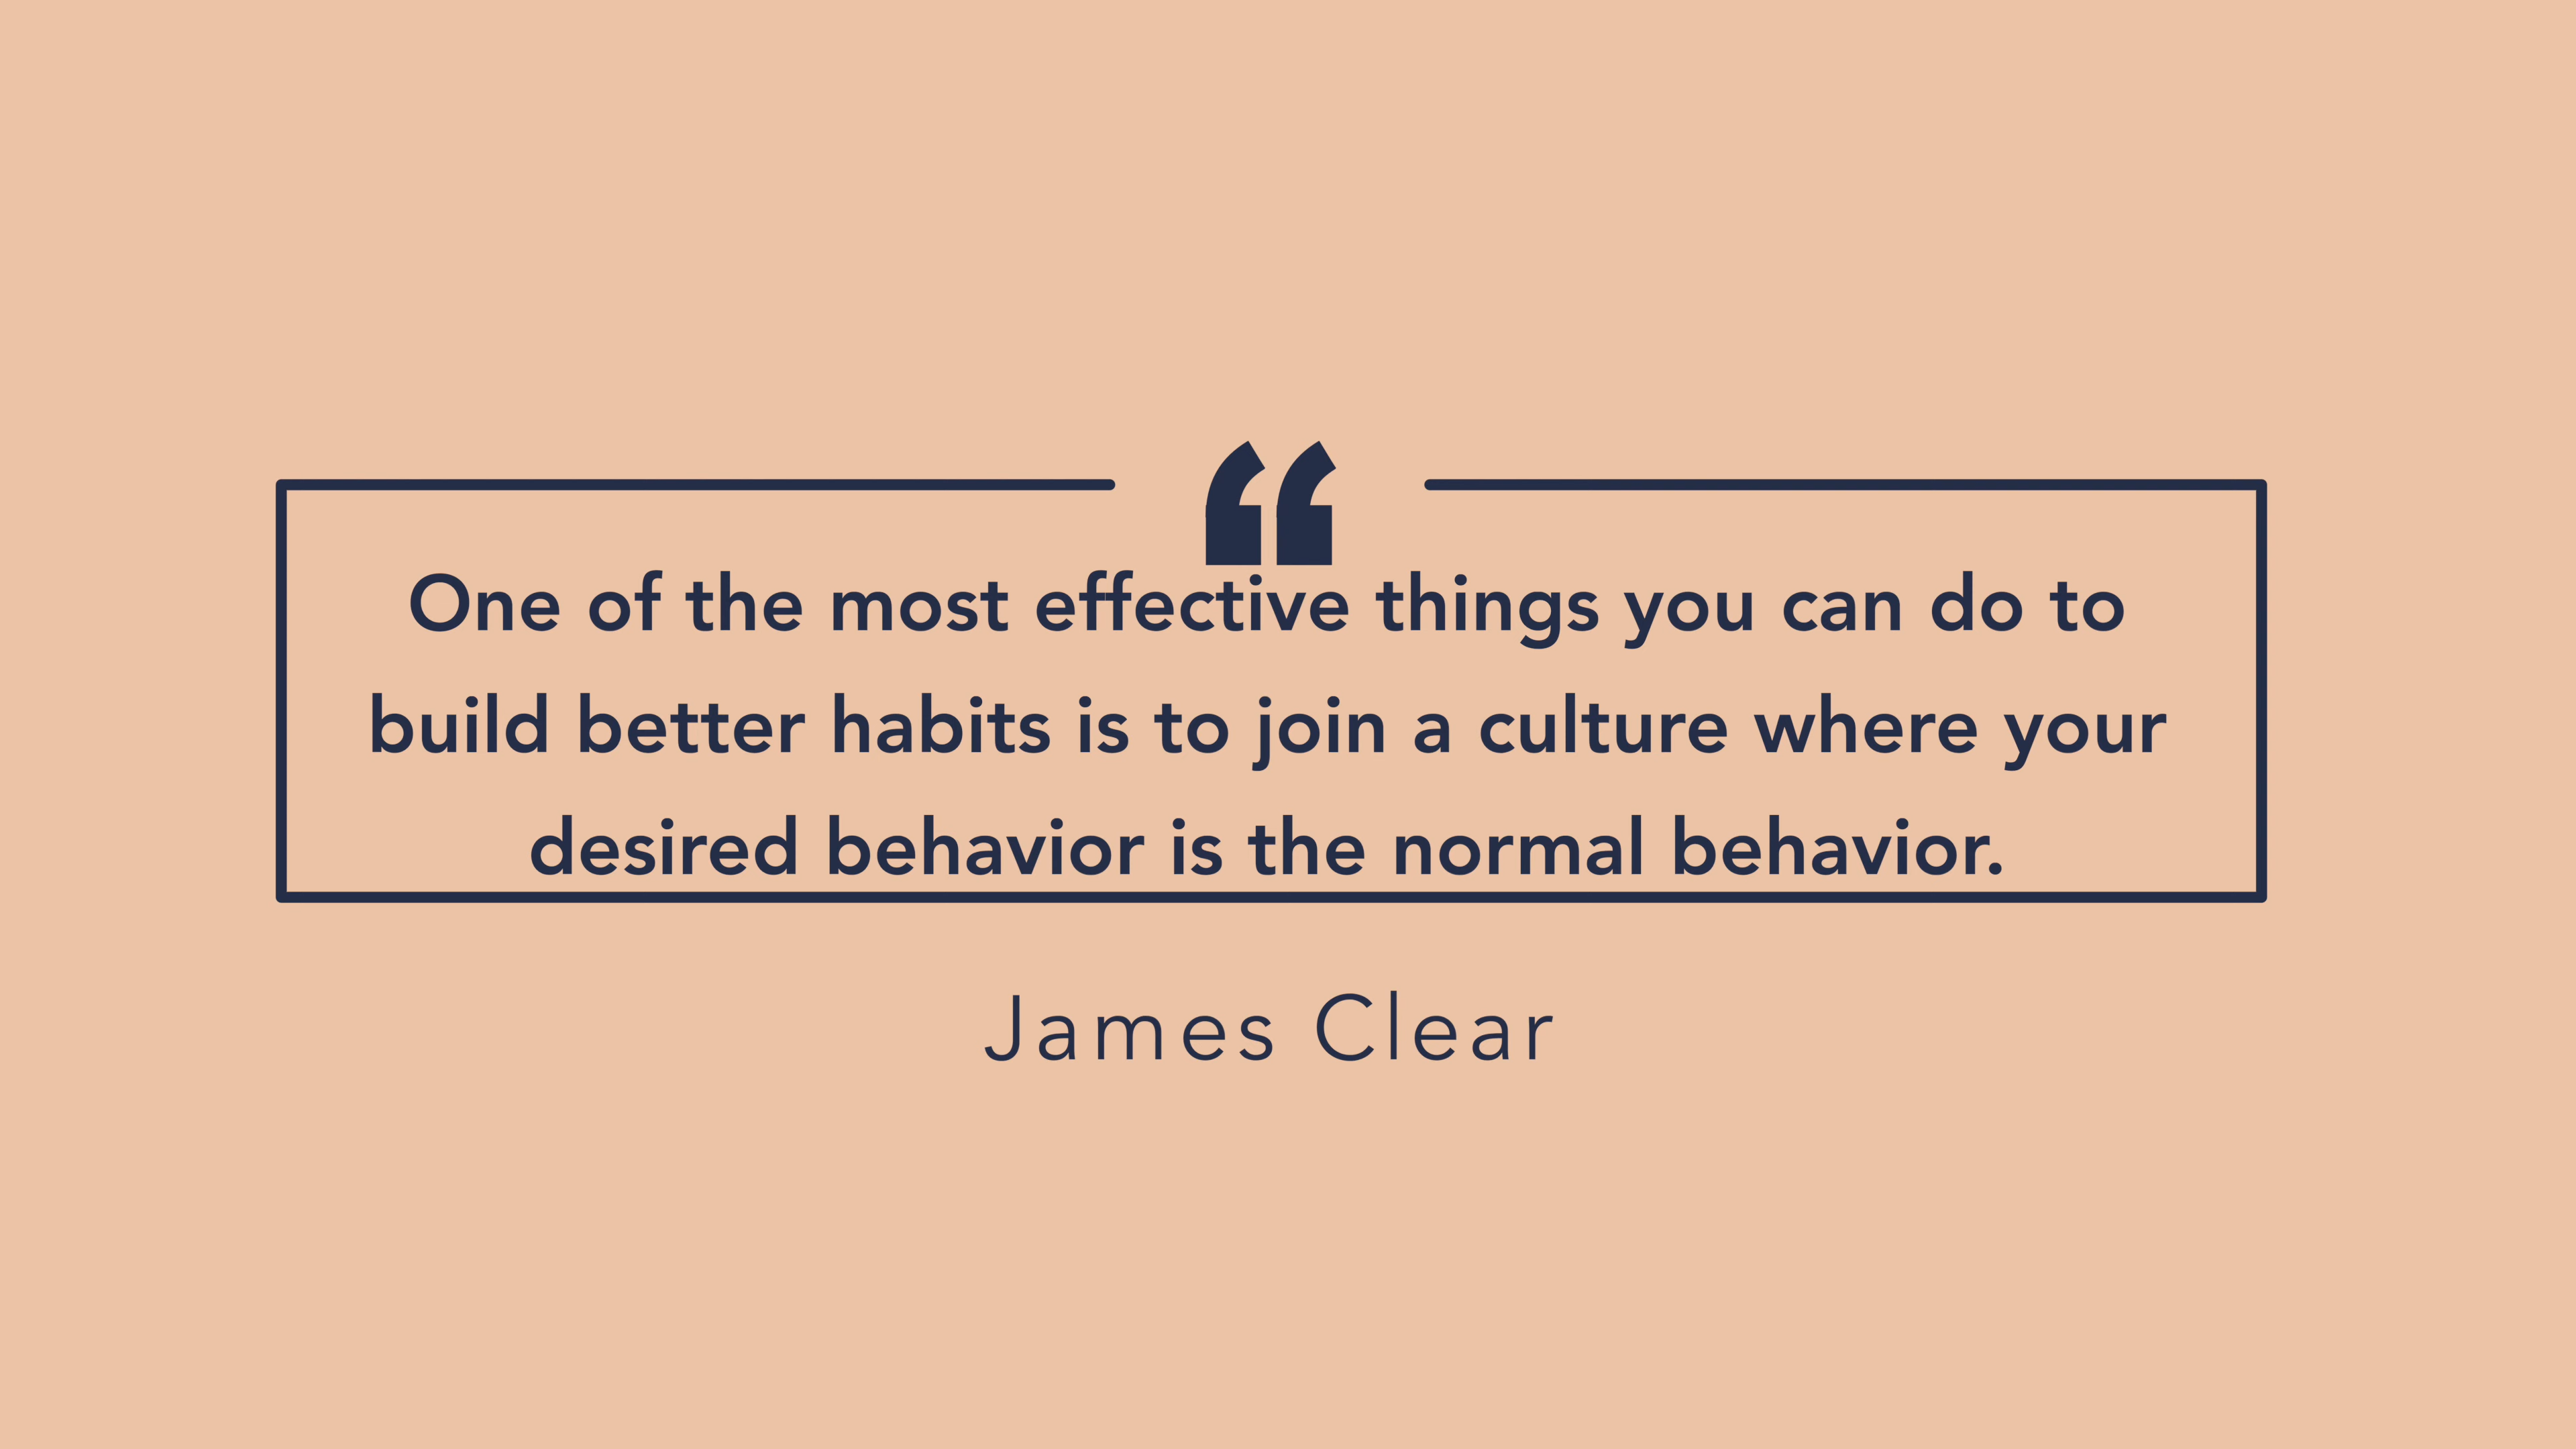 “
One of the most effective things you can do to
build better habits is to join a culture where your
desired behavior is the normal behavior.
James Clear